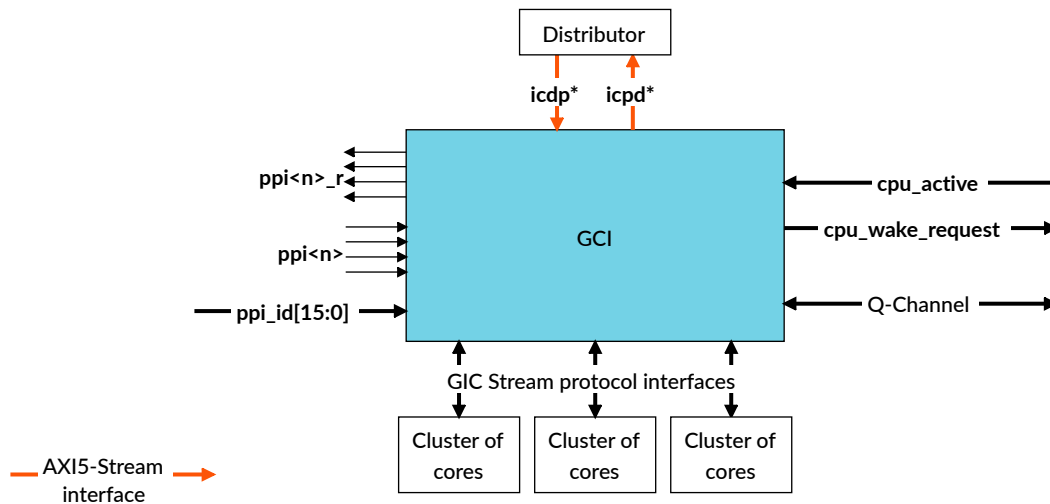 Distributor
icdp*
icpd*
ppi<n>_r
cpu_active
cpu_wake_request
GCI
ppi<n>
ppi_id[15:0]
Q-Channel
GIC Stream protocol interfaces
Cluster of
cores
Cluster of
cores
Cluster of
cores
AXI5-Stream
interface